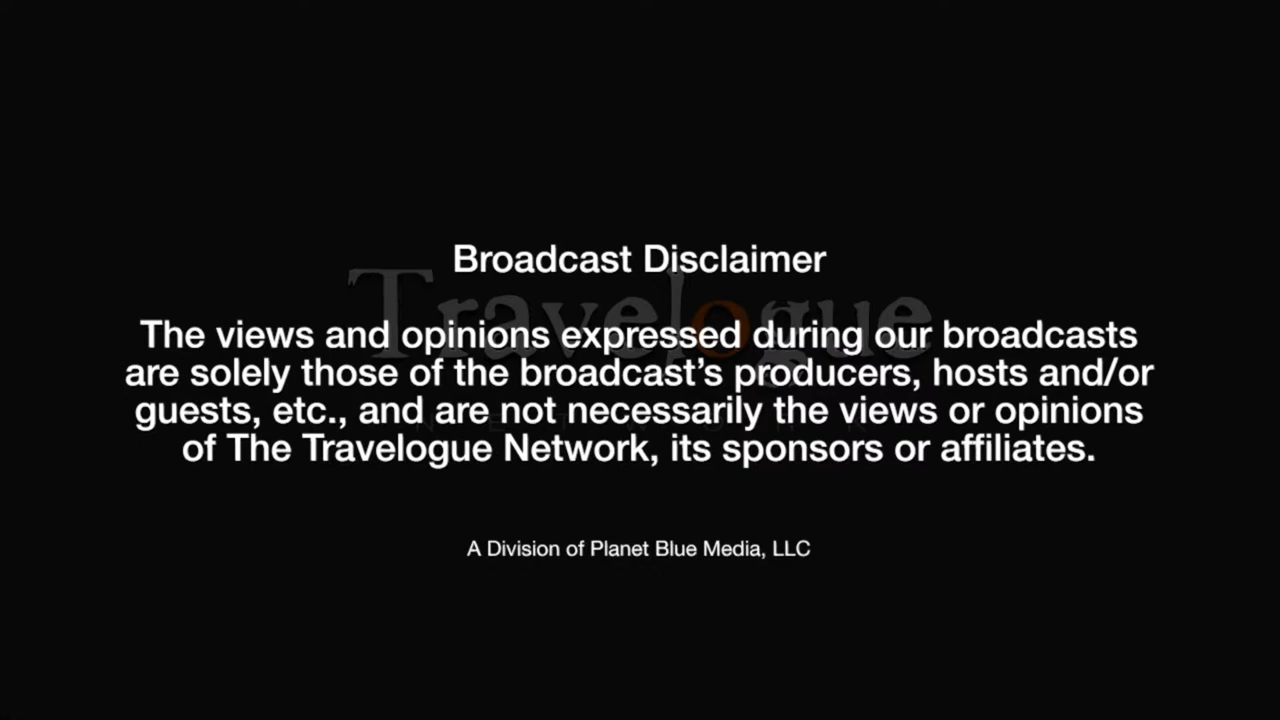 Broadcast Disclaimer
Travelogue
The views and opinions expressed during our broadcasts
are solely those of the broadcast’s producers, hosts and/or
guests, etc., and are not necessarily the views or opinions
NETWORK
of The Travelogue Network, its sponsors or affiliates.
A Division of Planet Blue Media, LLC